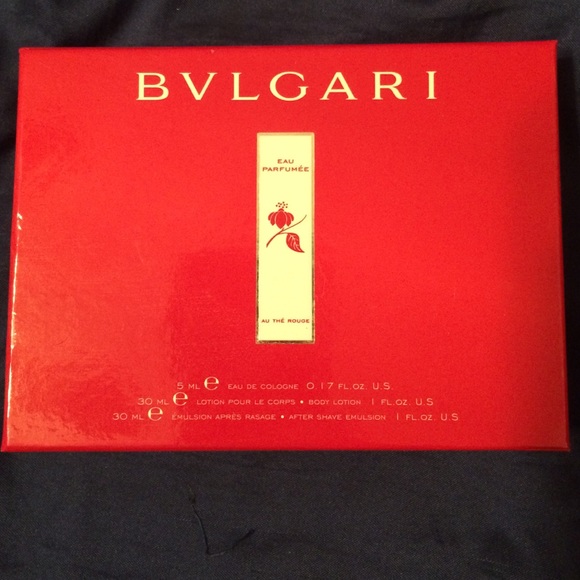 BVLGARI
EAU
PARFUMÉE
AU THÉ ROUGE
5 ML e EAU DE COLOGNE 0.17 FL.OZ. U.S.
30 ML e LOTION POUR LE CORPS • BODY LOTION 1 FL.OZ. U.S
30 ML e EMULSION APRÈS RASAGE • AFTER SHAVE EMULSION 1 FL.OZ. U.S